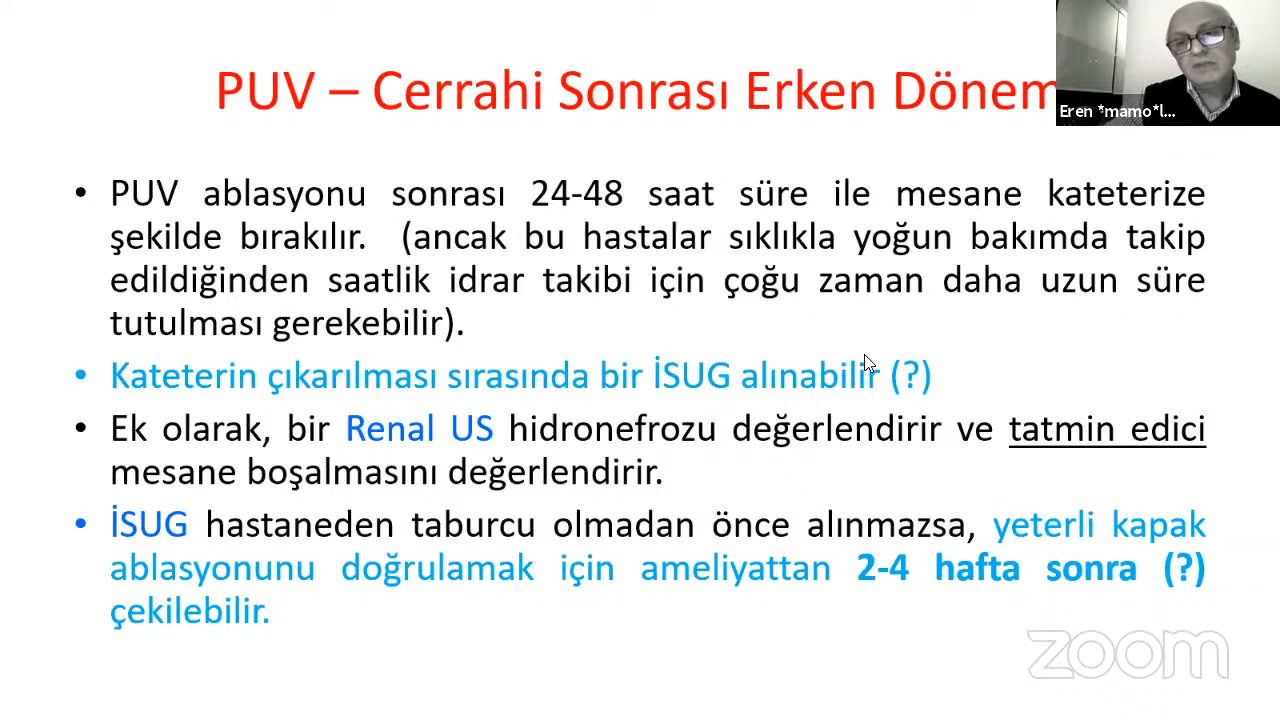 PUV – Cerrahi Sonrası Erken Dönem
Eren *mamo*l...
• PUV ablasyonu sonrası 24-48 saat süre ile mesane kateterize
şekilde bırakılır. (ancak bu hastalar sıklıkla yoğun bakımda takip
edildiğinden saatlik idrar takibi için çoğu zaman daha uzun süre
tutulması gerekebilir).
• Kateterin çıkarılması sırasında bir İSUG alınabilir (?)
• Ek olarak, bir Renal US hidronefrozu değerlendirir ve tatmin edici
mesane boşalmasını değerlendirir.
• İSUG hastaneden taburcu olmadan önce alınmazsa, yeterli kapak
ablasyonunu doğrulamak için ameliyattan 2-4 hafta sonra (?)
çekilebilir.
zoom